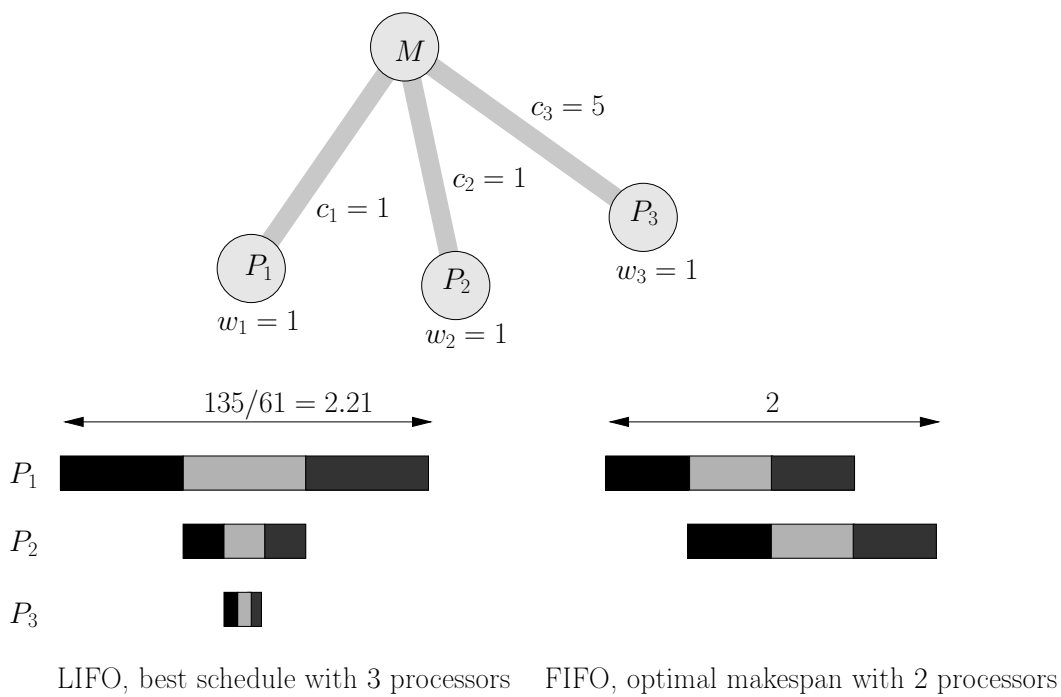 M
c₃ = 5
c₂ = 1
c₁ = 1
P₃
P₁
P₂
w₃ = 1
w₁ = 1
w₂ = 1
135/61 = 2.21
2
P₁
P₂
P₃
LIFO, best schedule with 3 processors
FIFO, optimal makespan with 2 processors